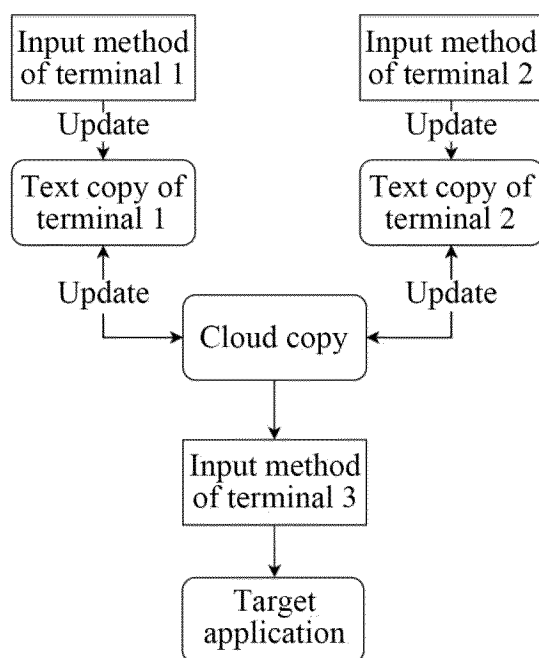 Input method
of terminal 1
Input method
of terminal 2
Update
Update
Text copy of
terminal 1
Text copy of
terminal 2
Update
Update
Cloud copy
Input method
of terminal 3
Target
application